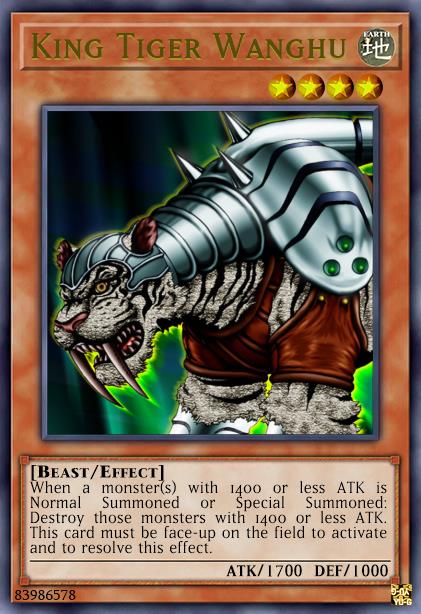 King Tiger Wanghu
EARTH
地
[Beast/Effect]
When a monster(s) with 1400 or less ATK is
Normal Summoned or Special Summoned:
Destroy those monsters with 1400 or less ATK.
This card must be face-up on the field to activate
and to resolve this effect.
ATK/1700 DEF/1000
83986578